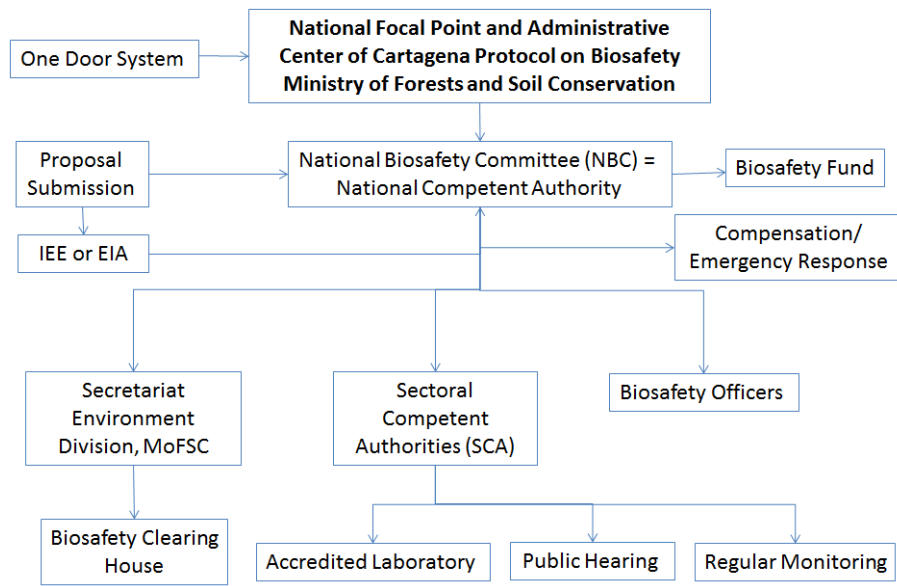 National Focal Point and Administrative
Center of Cartagena Protocol on Biosafety
Ministry of Forests and Soil Conservation
One Door System
Proposal
Submission
National Biosafety Committee (NBC) =
National Competent Authority
Biosafety Fund
IEE or EIA
Compensation/
Emergency Response
Secretariat
Environment
Division, MoFSC
Sectoral
Competent
Authorities (SCA)
Biosafety Officers
Biosafety Clearing
House
Accredited Laboratory
Public Hearing
Regular Monitoring